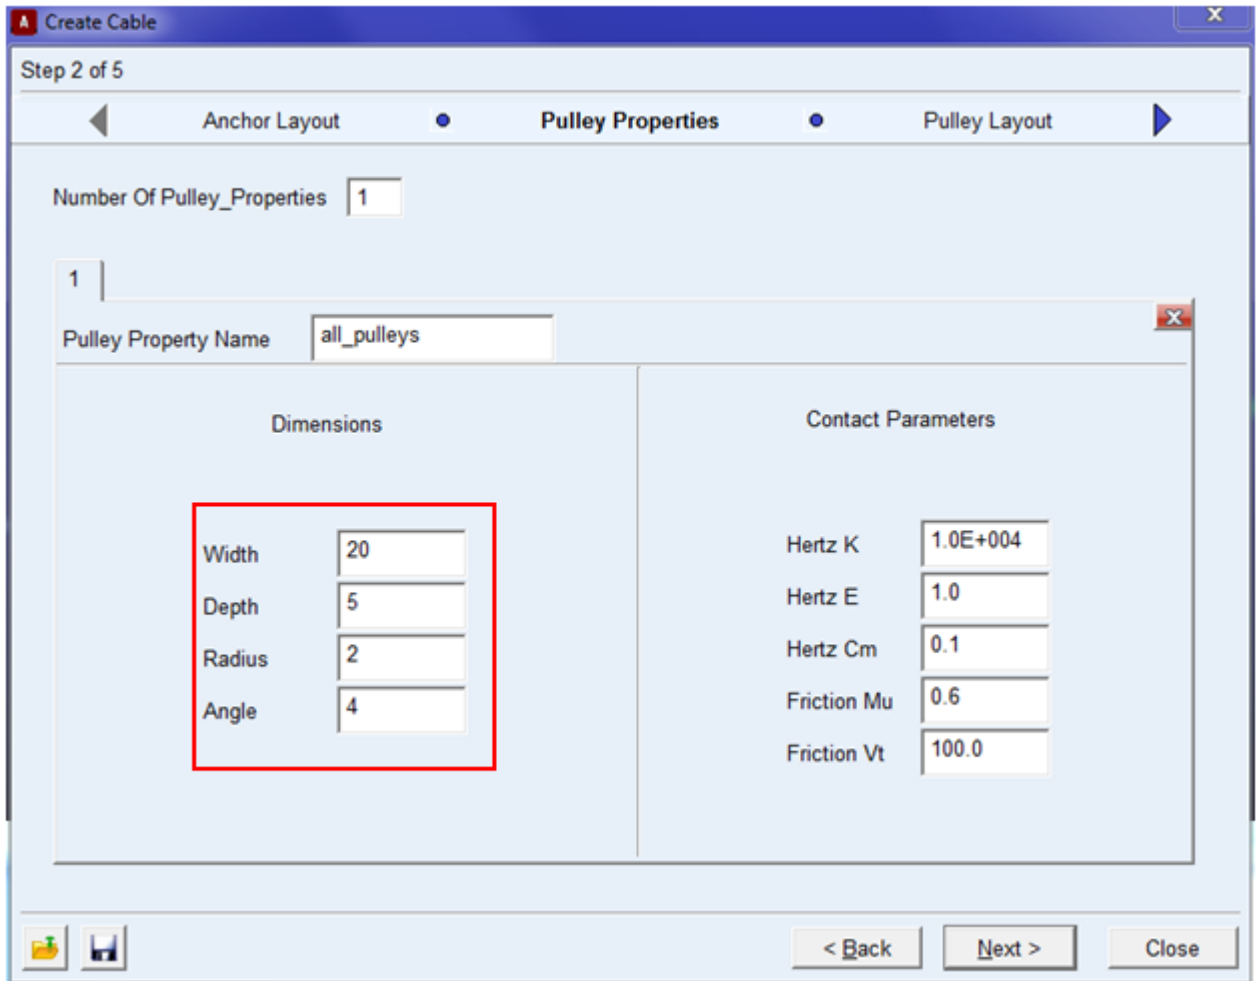 A Create Cable X
Step 2 of 5
Anchor Layout Pulley Properties Pulley Layout
Number Of Pulley_Properties 1
1
Pulley Property Name all_pulleys
Dimensions
Width 20
Depth 5
Radius 2
Angle 4
Contact Parameters
Hertz K 1.0E+004
Hertz E 1.0
Hertz Cm 0.1
Friction Mu 0.6
Friction Vt 100.0
< Back Next > Close